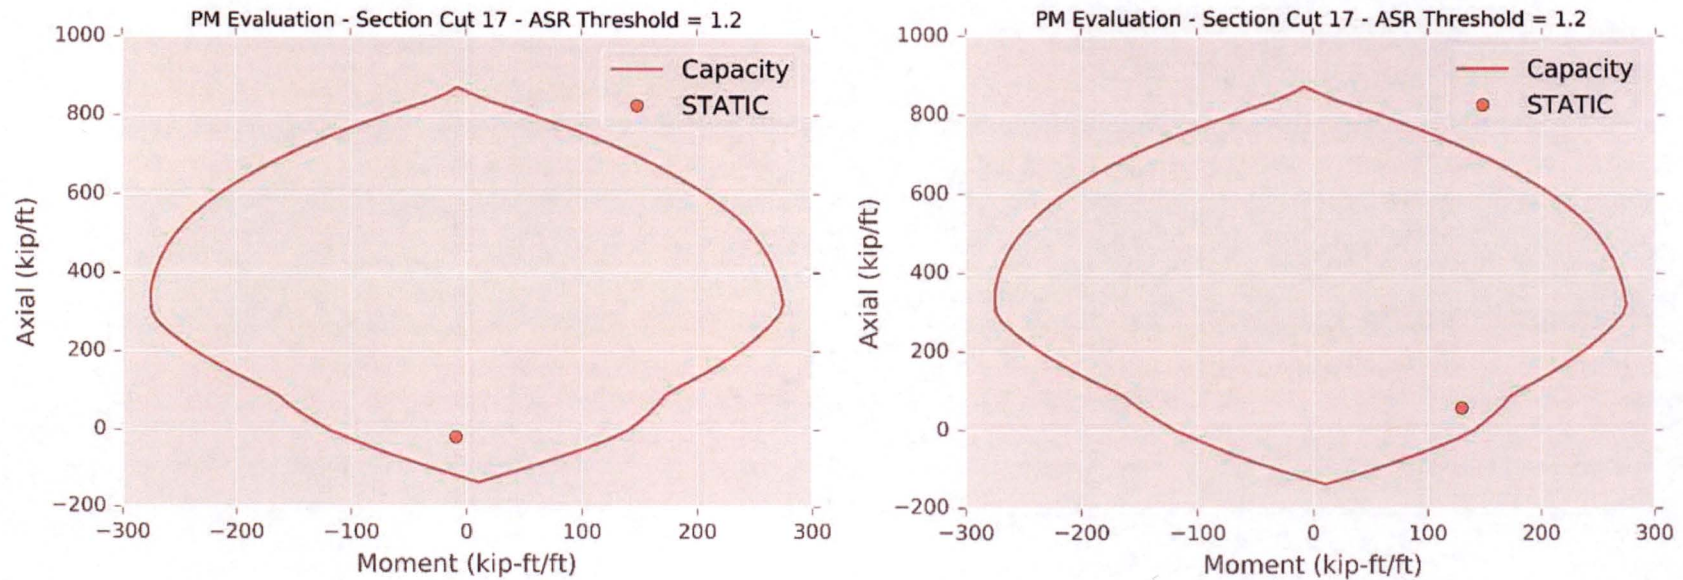 PM Evaluation - Section Cut 17 - ASR Threshold = 1.2
1000
800
600
400
200
0
−200
Axial (kip/ft)
Capacity
STATIC
−300
−200
−100
0
100
200
300
Moment (kip-ft/ft)
PM Evaluation - Section Cut 17 - ASR Threshold = 1.2
1000
800
600
400
200
0
−200
Axial (kip/ft)
Capacity
STATIC
−300
−200
−100
0
100
200
300
Moment (kip-ft/ft)